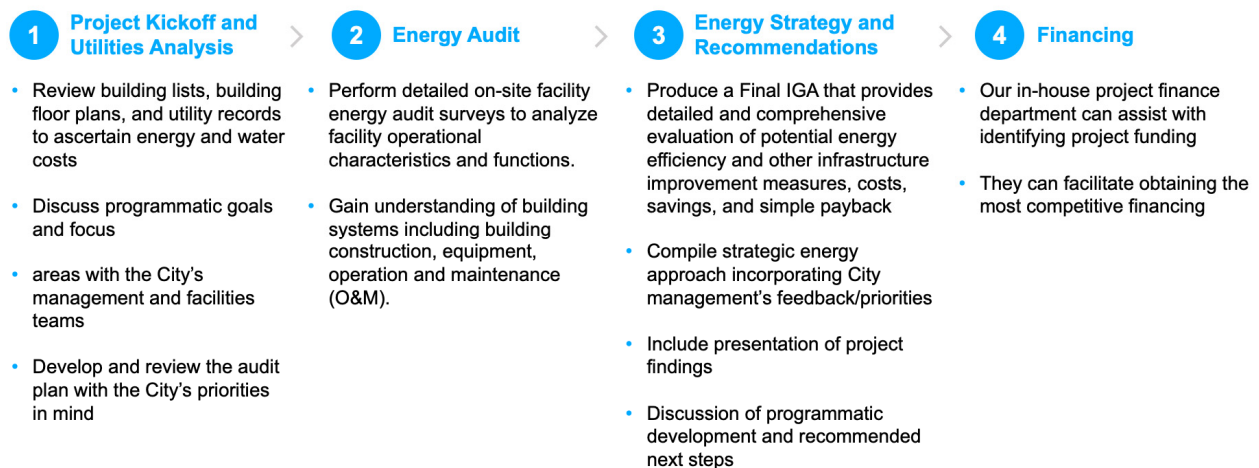 1
Project Kickoff and
Utilities Analysis
• Review building lists, building
floor plans, and utility records
to ascertain energy and water
costs
• Discuss programmatic goals
and focus
• areas with the City's
management and facilities
teams
• Develop and review the audit
plan with the City's priorities
in mind
2
Energy Audit
• Perform detailed on-site facility
energy audit surveys to analyze
facility operational
characteristics and functions.
• Gain understanding of building
systems including building
construction, equipment,
operation and maintenance
(O&M).
3
Energy Strategy and
Recommendations
• Produce a Final IGA that provides
detailed and comprehensive
evaluation of potential energy
efficiency and other infrastructure
improvement measures, costs,
savings, and simple payback
• Compile strategic energy
approach incorporating City
management's feedback/priorities
• Include presentation of project
findings
• Discussion of programmatic
development and recommended
next steps
4
Financing
• Our in-house project finance
department can assist with
identifying project funding
• They can facilitate obtaining the
most competitive financing